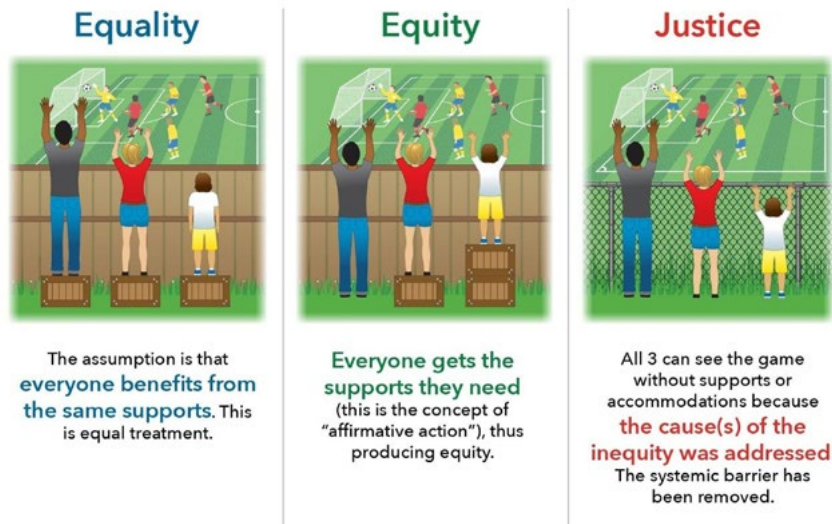 Equality
The assumption is that
everyone benefits from
the same supports. This
is equal treatment.
Equity
Everyone gets the
supports they need
(this is the concept of
“affirmative action”), thus
producing equity.
Justice
All 3 can see the game
without supports or
accommodations because
the cause(s) of the
inequity was addressed
The systemic barrier has
been removed.